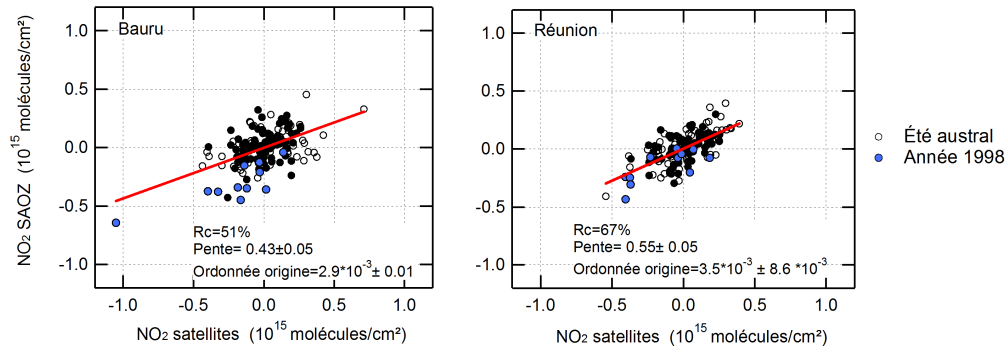 Bauru
NO₂ SAOZ (10¹⁵ molécules/cm²)
1.0
0.5
0.0
-0.5
-1.0
Rc=51%
Pente= 0.43±0.05
Ordonnée origine=2.9*10⁻³± 0.01
-1.0 -0.5 0.0 0.5 1.0
NO₂ satellites (10¹⁵ molécules/cm²)
Réunion
1.0
0.5
0.0
-0.5
-1.0
Rc=67%
Pente= 0.55± 0.05
Ordonnée origine=3.5*10⁻³ ± 8.6 *10⁻³
-1.0 -0.5 0.0 0.5 1.0
NO₂ satellites (10¹⁵ molécules/cm²)
Été austral
Année 1998